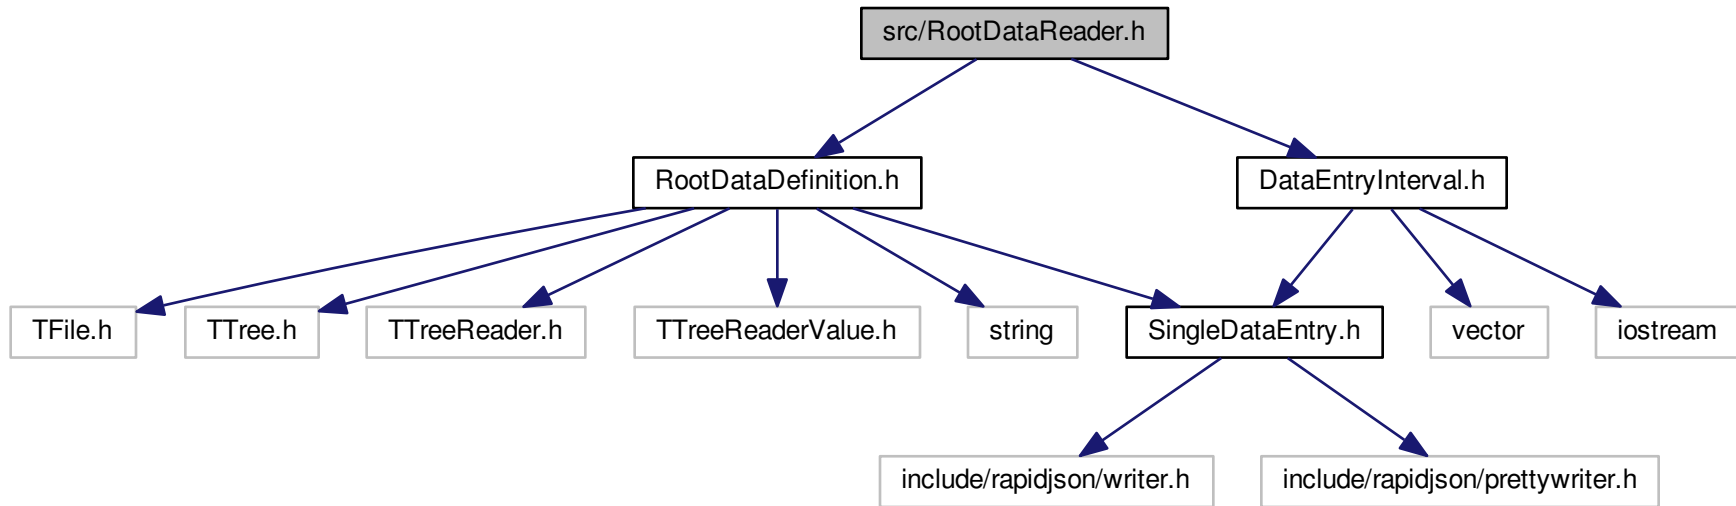 src/RootDataReader.h
RootDataDefinition.h
DataEntryInterval.h
TFile.h
TTree.h
TTreeReader.h
TTreeReaderValue.h
string
SingleDataEntry.h
vector
iostream
include/rapidjson/writer.h
include/rapidjson/prettywriter.h